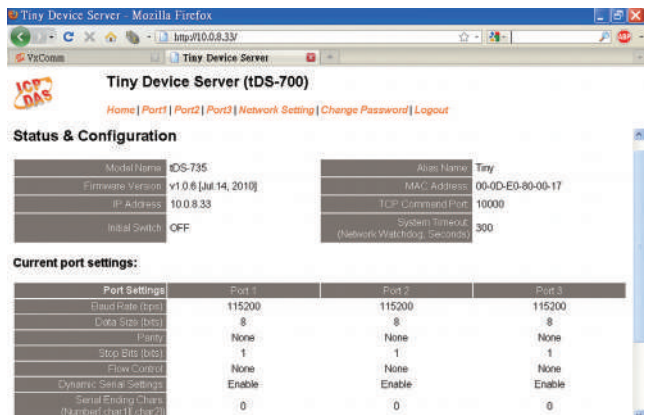 Tiny Device Server - Mozilla Firefox
http://10.0.8.33/
ABP
VxComm
Tiny Device Server
ICP DAS
Tiny Device Server (tDS-700)
Home | Port1 | Port2 | Port3 | Network Setting | Change Password | Logout
Status & Configuration
Model Name tDS-735 Alias Name Tiny
Firmware Version v1.0.6 [Jul.14, 2010] MAC Address 00-0D-E0-80-00-17
IP Address 10.0.8.33 TCP Command Port 10000
Initial Switch OFF System Timeout (Network Watchdog, Seconds) 300
Current port settings:
Port Settings Port 1 Port 2 Port 3
Baud Rate (bps) 115200 115200 115200
Data Size (bits) 8 8 8
Parity None None None
Stop Bits (bits) 1 1 1
Flow Control None None None
Dynamic Serial Settings Enable Enable Enable
Serial Ending Chars 0 0 0
(Number[ char1][ char2])